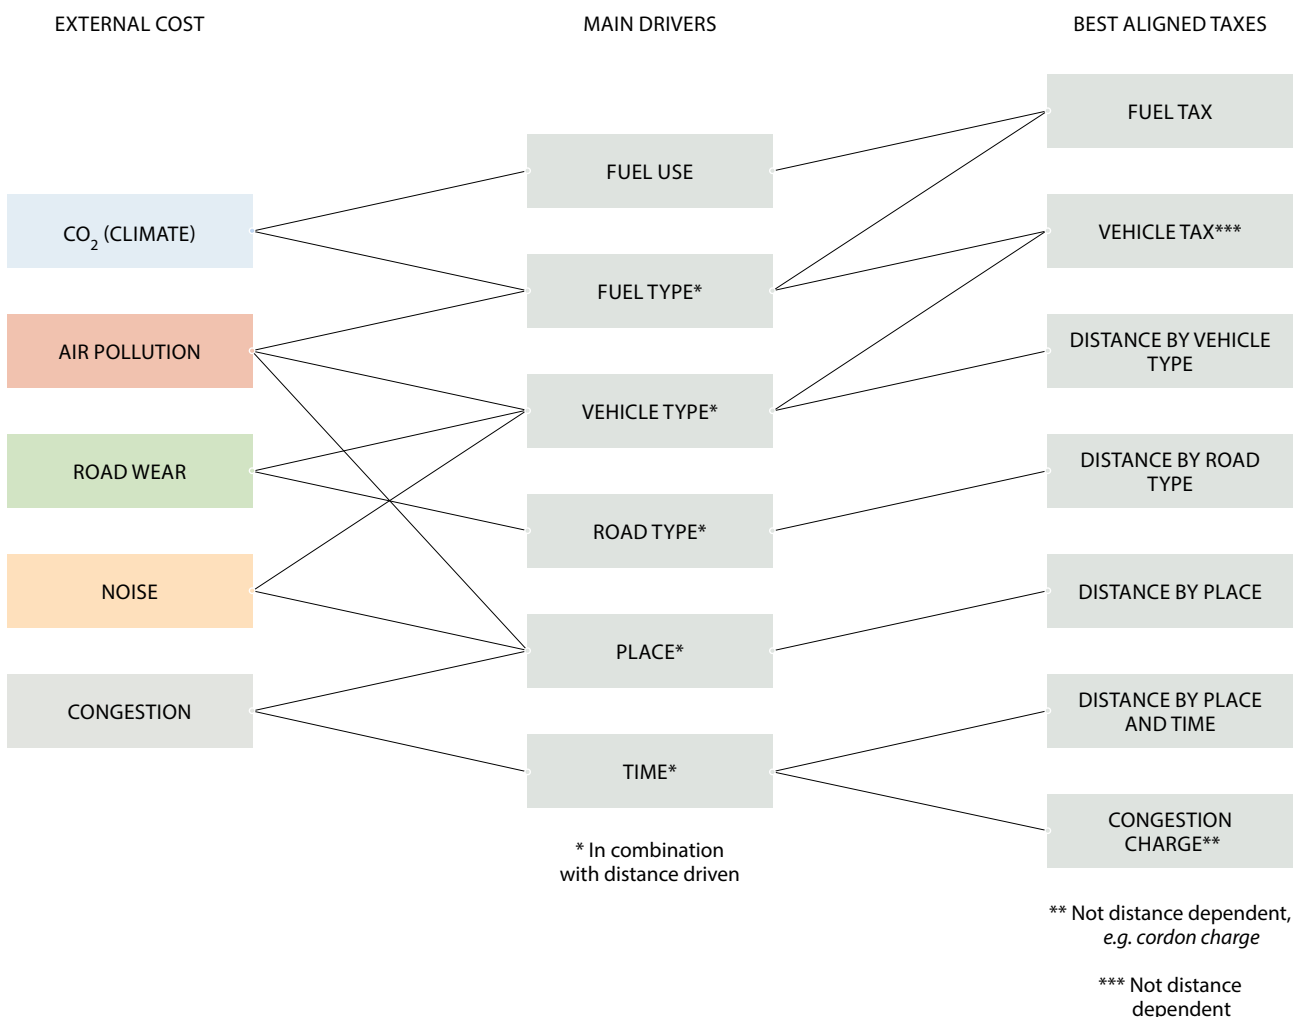 EXTERNAL COST
MAIN DRIVERS
BEST ALIGNED TAXES
CO₂ (CLIMATE)
AIR POLLUTION
ROAD WEAR
NOISE
CONGESTION
FUEL USE
FUEL TYPE*
VEHICLE TYPE*
ROAD TYPE*
PLACE*
TIME*
* In combination
with distance driven
FUEL TAX
VEHICLE TAX***
DISTANCE BY VEHICLE
TYPE
DISTANCE BY ROAD
TYPE
DISTANCE BY PLACE
DISTANCE BY PLACE
AND TIME
CONGESTION
CHARGE**
** Not distance dependent,
e.g. cordon charge
*** Not distance
dependent